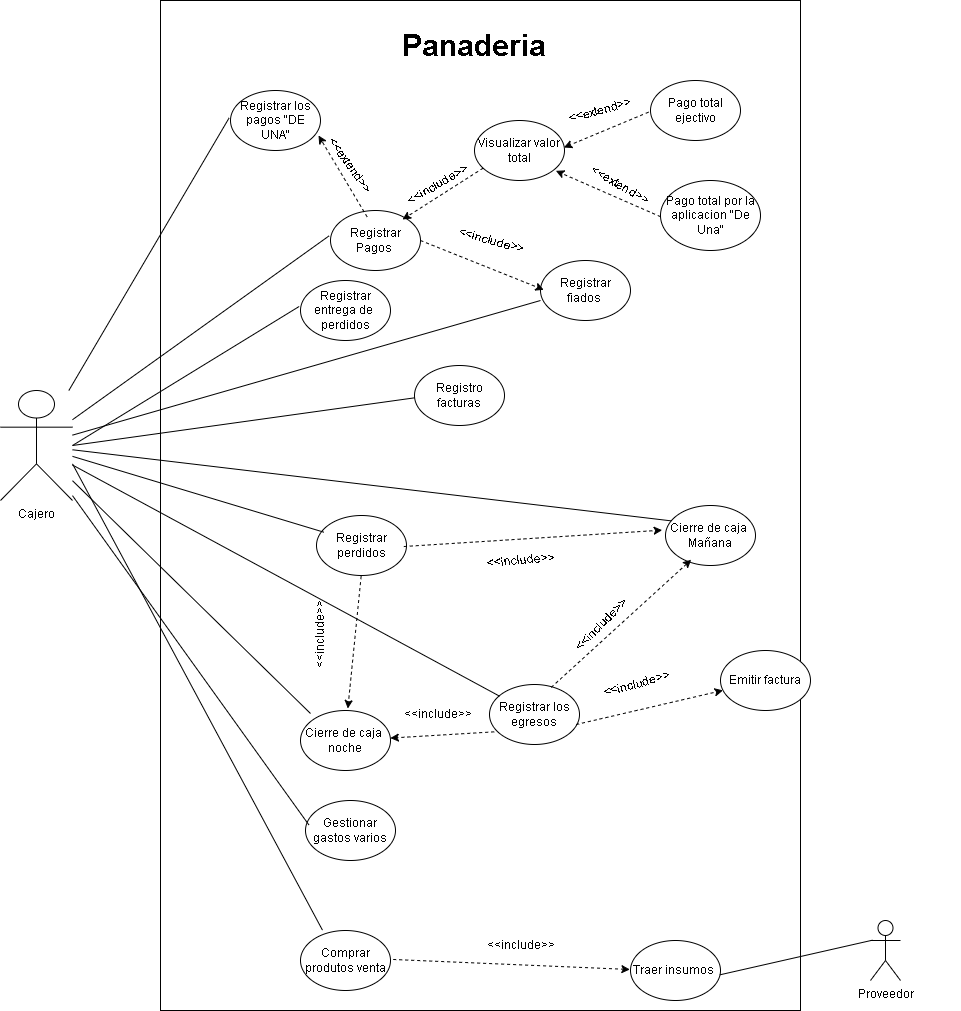 Panaderia
Registrar los
pagos "DE
UNA"
<<extend>>
Pago total
ejectivo
<<extend>>
Visualizar valor
total
<<include>>
<<extend>>
Pago total por la
aplicacion "De
Una"
Registrar
Pagos
<<include>>
Registrar
fiados
Registrar
entrega de
perdidos
Registro
facturas
Cajero
Registrar
perdidos
<<include>>
Cierre de caja
Mañana
<<include>>
<<include>>
<<include>>
Emitir factura
Registrar los
egresos
<<include>>
Cierre de caja
noche
Gestionar
gastos varios
Comprar
produtos venta
<<include>>
Traer insumos
Proveedor